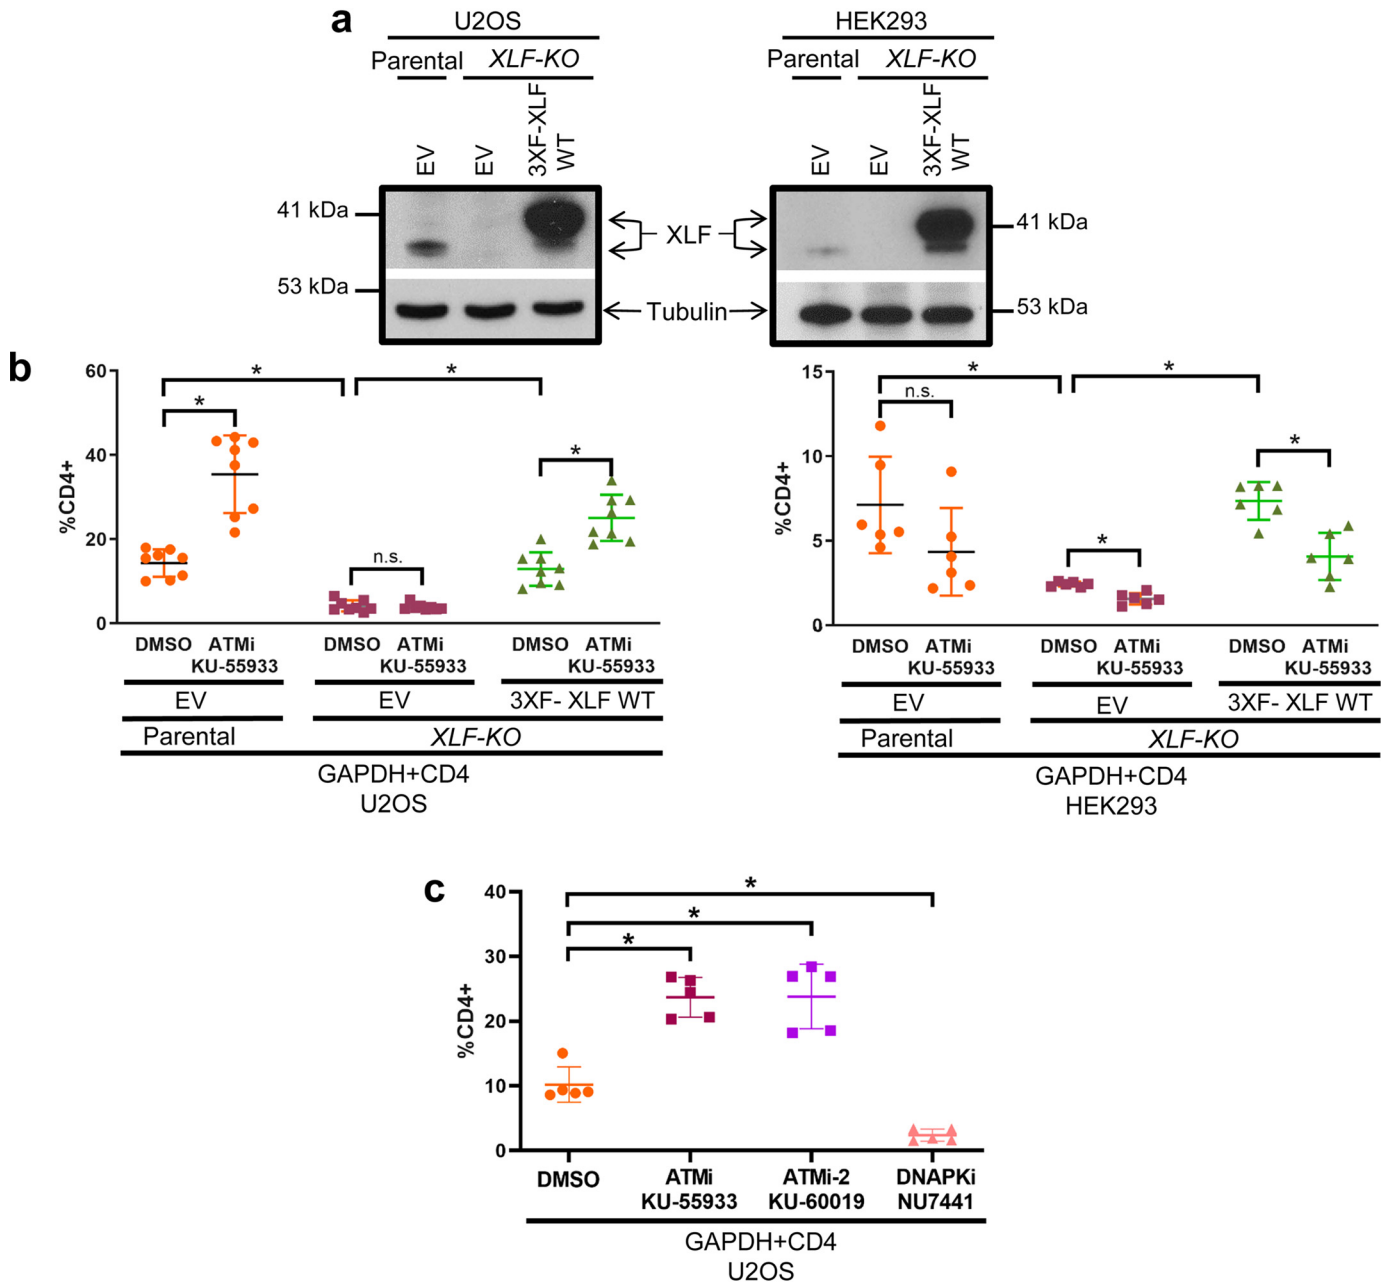 a
U2OS
HEK293
Parental
XLF-KO
Parental
XLF-KO
EV
EV
3XF-XLF
WT
EV
EV
3XF-XLF
WT
41 kDa
XLF
41 kDa
53 kDa
Tubulin
53 kDa
b
%CD4+
60
40
20
0
*
*
*
n.s.
*
DMSO
ATMi
KU-55933
DMSO
ATMi
KU-55933
DMSO
ATMi
KU-55933
EV
EV
3XF- XLF WT
Parental
XLF-KO
GAPDH+CD4
U2OS
%CD4+
15
10
5
0
*
*
n.s.
*
*
DMSO
ATMi
KU-55933
DMSO
ATMi
KU-55933
DMSO
ATMi
KU-55933
EV
EV
3XF- XLF WT
Parental
XLF-KO
GAPDH+CD4
HEK293
c
%CD4+
40
30
20
10
0
*
*
*
DMSO
ATMi
KU-55933
ATMi-2
KU-60019
DNAPKi
NU7441
GAPDH+CD4
U2OS